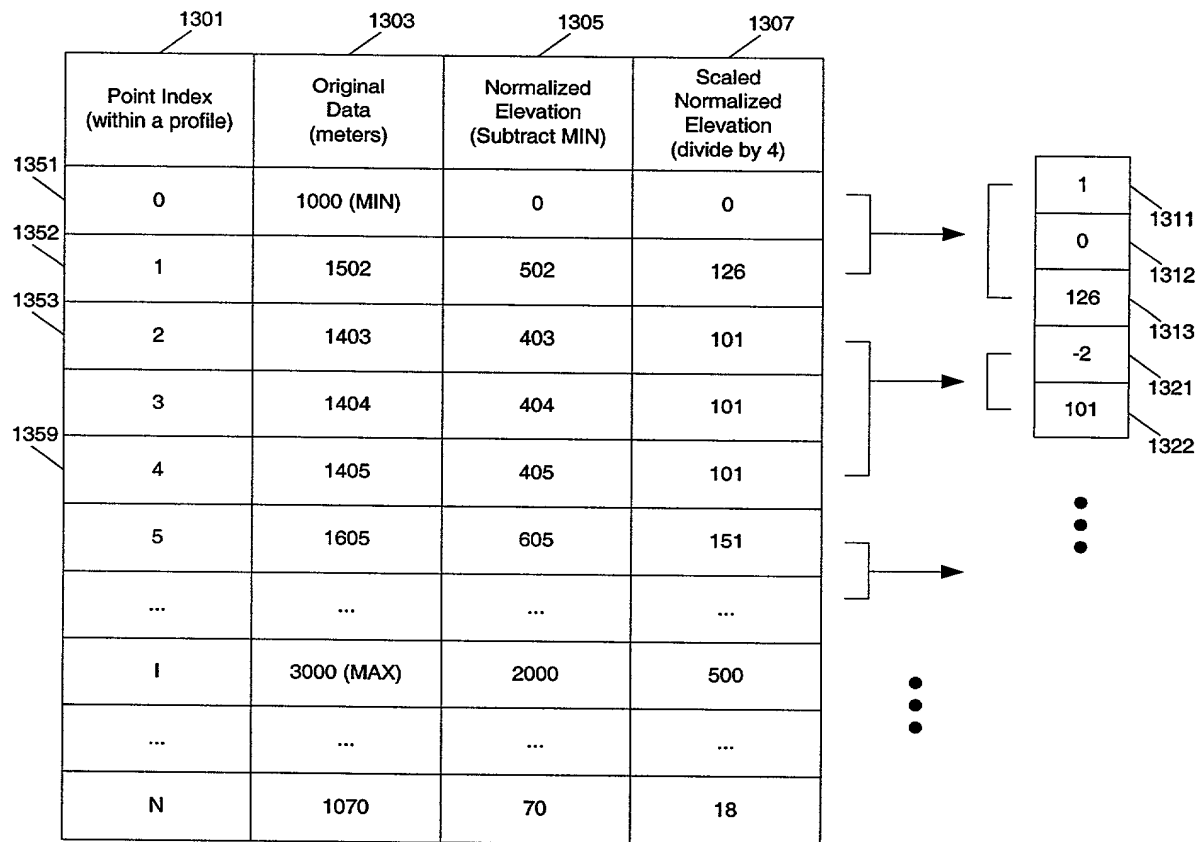 1301 1303 1305 1307
Point Index
(within a profile)
Original
Data
(meters)
Normalized
Elevation
(Subtract MIN)
Scaled
Normalized
Elevation
(divide by 4)
1351
0 1000 (MIN) 0 0
1352
1 1502 502 126
1353
2 1403 403 101
3 1404 404 101
1359
4 1405 405 101
5 1605 605 151
... ... ... ...
I 3000 (MAX) 2000 500
... ... ... ...
N 1070 70 18
1
1311
0
1312
126
1313
-2
1321
101
1322